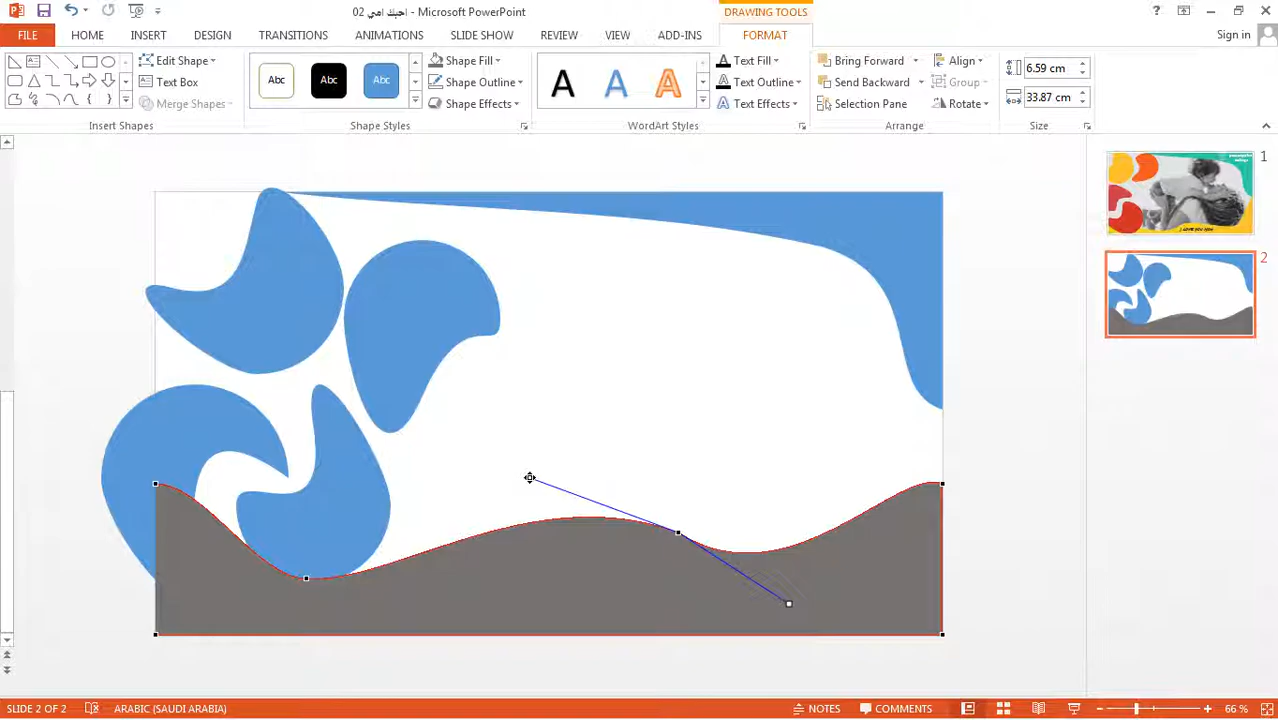 احبك امي 02 - Microsoft PowerPoint
DRAWING TOOLS
?
FILE
HOME
INSERT
DESIGN
TRANSITIONS
ANIMATIONS
SLIDE SHOW
REVIEW
VIEW
ADD-INS
FORMAT
Sign in
Edit Shape
Text Box
Merge Shapes
Insert Shapes
Abc
Abc
Abc
Shape Fill
Shape Outline
Shape Effects
Shape Styles
A
A
A
Text Fill
Text Outline
Text Effects
WordArt Styles
Bring Forward
Send Backward
Selection Pane
Align
Group
Rotate
Arrange
6.59 cm
33.87 cm
Size
1
2
SLIDE 2 OF 2
ARABIC (SAUDI ARABIA)
NOTES
COMMENTS
66 %